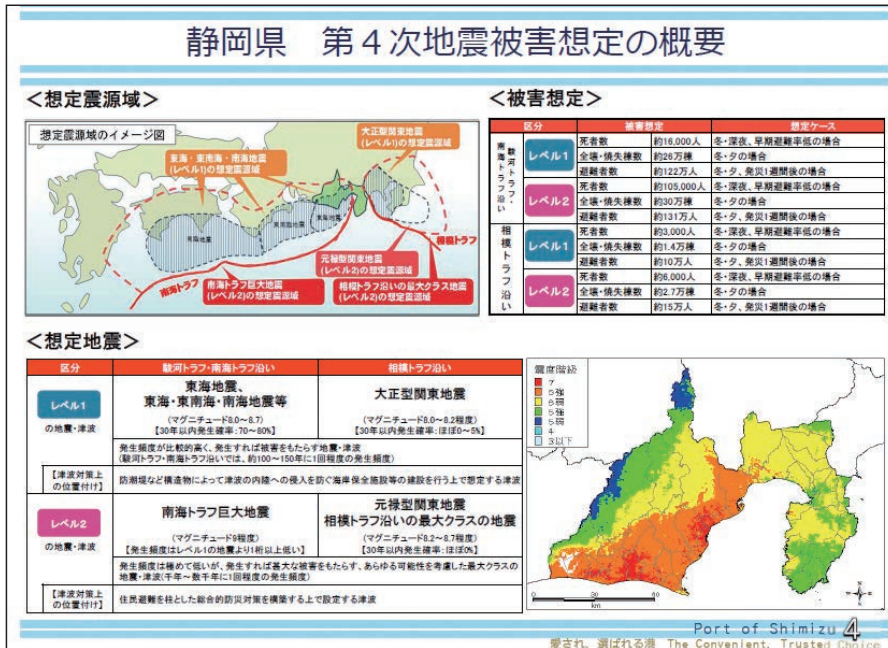 静岡県　第４次地震被害想定の概要
＜想定震源域＞
想定震源域のイメージ図
大正型関東地震
(レベル1)の想定震源域
東海・東南海・南海地震
(レベル1)の想定震源域
南海地震
東南海地震
東海地震
相模トラフ
元禄型関東地震
(レベル2)の想定震源域
南海トラフ
南海トラフ巨大地震
(レベル2)の想定震源域
相模トラフ沿いの最大クラス地震
(レベル2)の想定震源域
＜被害想定＞
区分 被害想定 想定ケース
駿河トラフ・南海トラフ沿い
レベル1
死者数 約16,000人 冬・深夜、早期避難率低の場合
全壊・焼失棟数 約26万棟 冬・夕の場合
避難者数 約122万人 冬・夕、発災1週間後の場合
レベル2
死者数 約105,000人 冬・深夜、早期避難率低の場合
全壊・焼失棟数 約30万棟 冬・夕の場合
避難者数 約131万人 冬・夕、発災1週間後の場合
相模トラフ沿い
レベル1
死者数 約3,000人 冬・深夜、早期避難率低の場合
全壊・焼失棟数 約1.4万棟 冬・夕の場合
避難者数 約10万人 冬・夕、発災1週間後の場合
レベル2
死者数 約6,000人 冬・深夜、早期避難率低の場合
全壊・焼失棟数 約2.7万棟 冬・夕の場合
避難者数 約15万人 冬・夕、発災1週間後の場合
＜想定地震＞
区分 駿河トラフ・南海トラフ沿い 相模トラフ沿い
レベル1
の地震・津波
東海地震、
東海・東南海・南海地震等
(マグニチュード8.0～8.7)
【30年以内発生確率：70～80%】
大正型関東地震
(マグニチュード8.0～8.2程度)
【30年以内発生確率：ほぼ0～5%】
発生頻度が比較的高く、発生すれば被害をもたらす地震・津波
(駿河トラフ・南海トラフ沿いでは、約100～150年に1回程度の発生頻度)
【津波対策上
の位置付け】
防潮堤など構造物によって津波の内陸への侵入を防ぐ海岸保全施設等の建設を行う上で想定する津波
レベル2
の地震・津波
南海トラフ巨大地震
(マグニチュード9程度)
【発生頻度はレベル1の地震より1桁以上低い】
元禄型関東地震
相模トラフ沿いの最大クラスの地震
(マグニチュード8.2～8.7程度)
【30年以内発生確率：ほぼ0%】
発生頻度は極めて低いが、発生すれば甚大な被害をもたらす、あらゆる可能性を考慮した最大クラスの
地震・津波(千年～数千年に1回程度の発生頻度)
【津波対策上
の位置付け】
住民避難を柱とした総合的防災対策を構築する上で設定する津波
震度階級
7
6強
6弱
5強
5弱
4
3以下
0 30 60
km
Port of Shimizu 4
愛され、選ばれる港 The Convenient, Trusted Choice